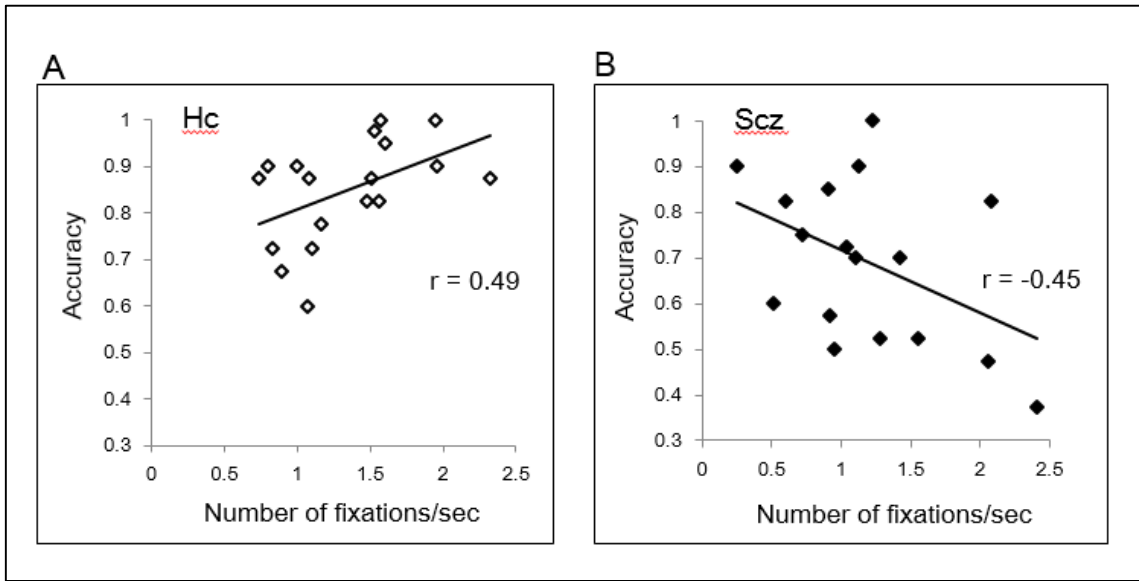 A
Hc
1
0.9
0.8
0.7
0.6
0.5
0.4
0.3
Accuracy
r = 0.49
0 0.5 1 1.5 2 2.5
Number of fixations/sec
B
Scz
1
0.9
0.8
0.7
0.6
0.5
0.4
0.3
Accuracy
r = -0.45
0 0.5 1 1.5 2 2.5
Number of fixations/sec